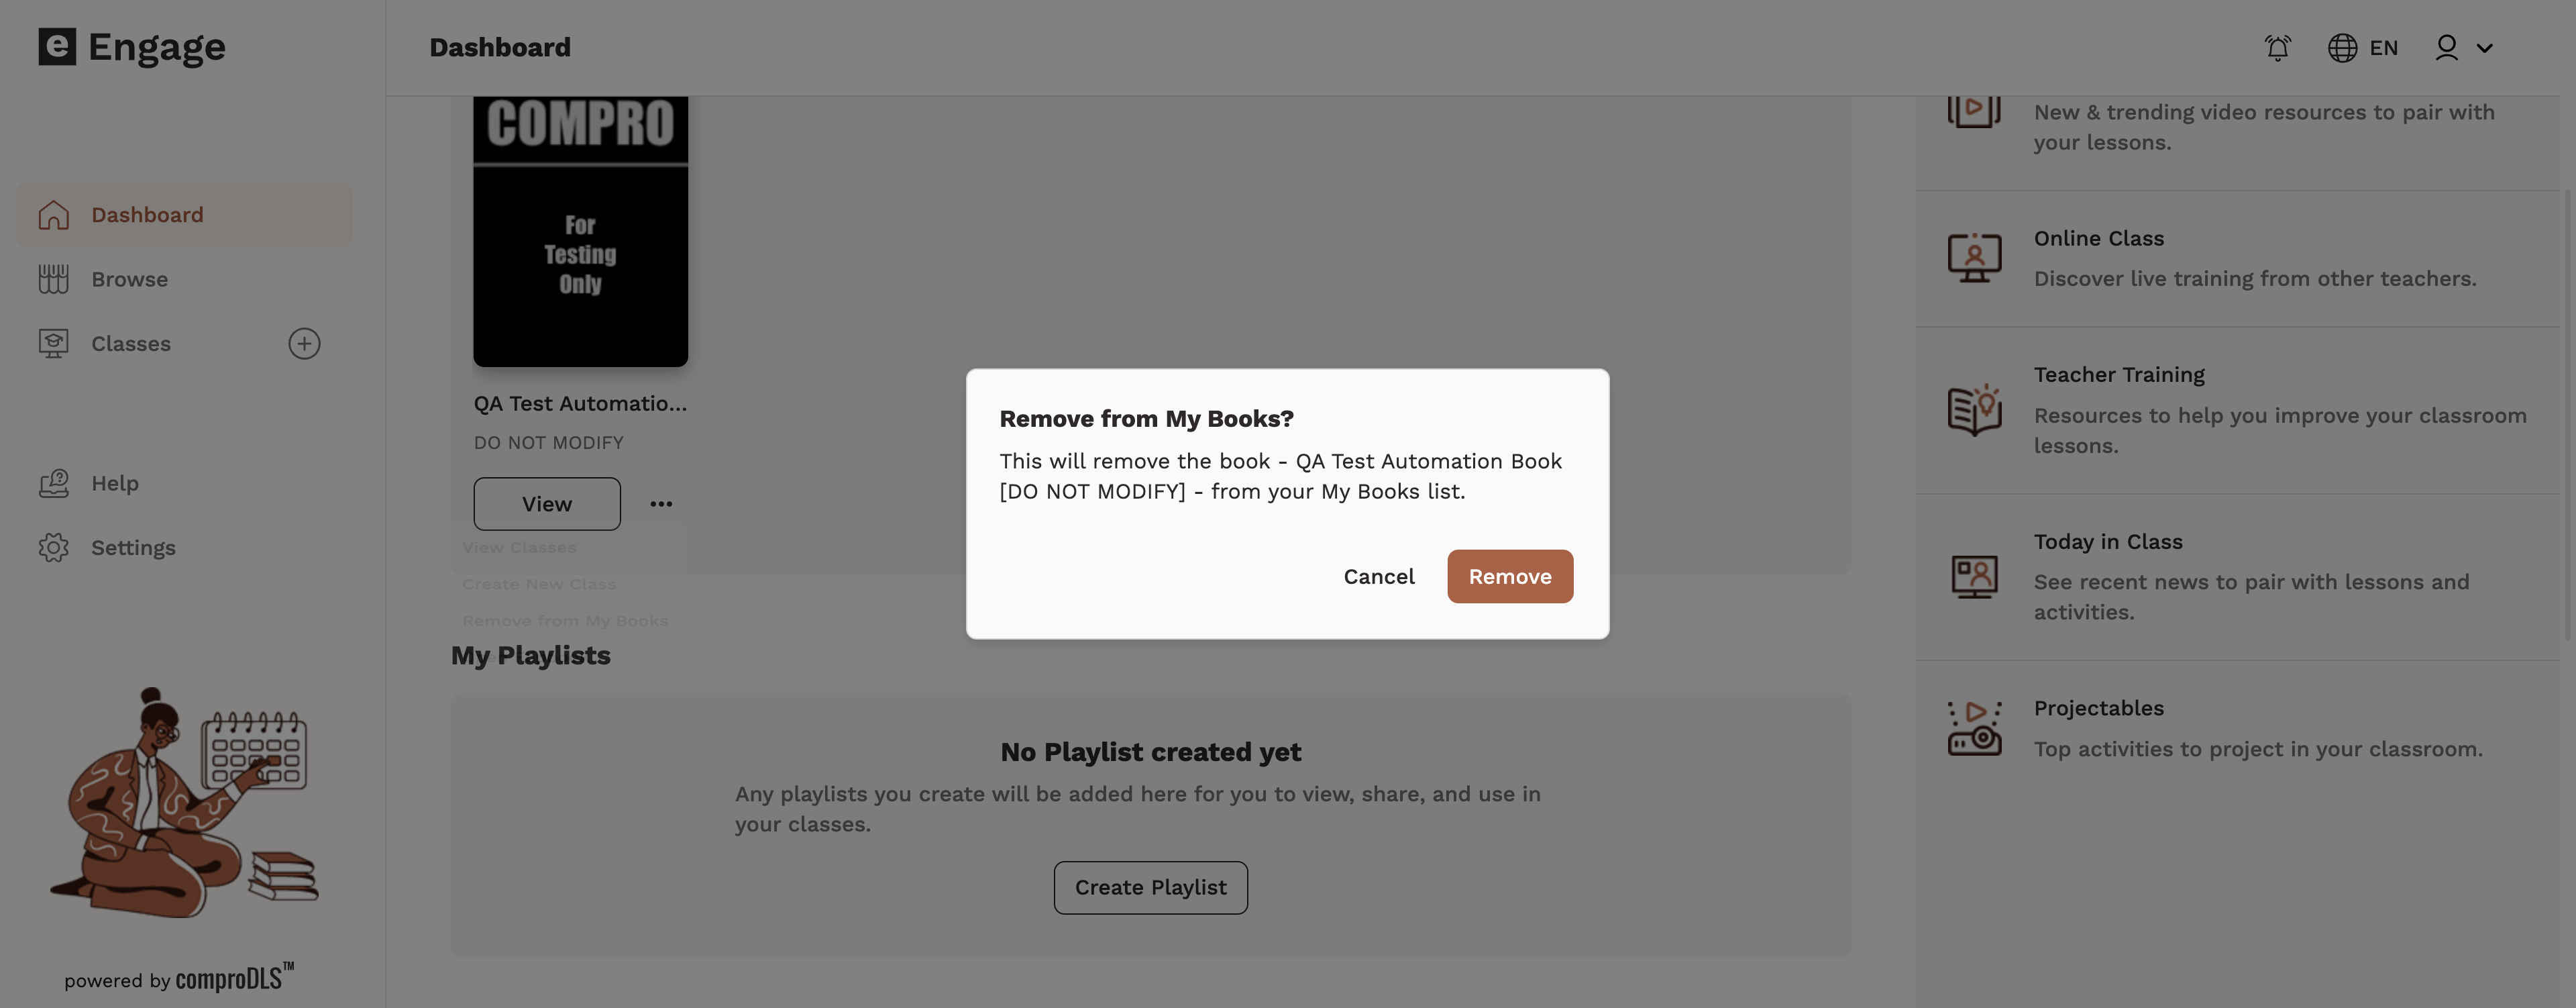 e Engage
Dashboard
EN
Dashboard
Browse
Classes
Help
Settings
powered by comproDLS™
COMPRO
For
Testing
Only
QA Test Automatio...
DO NOT MODIFY
View
View Classes
Create New Class
Remove from My Books
My Playlists
No Playlist created yet
Any playlists you create will be added here for you to view, share, and use in
your classes.
Create Playlist
Remove from My Books?
This will remove the book - QA Test Automation Book
[DO NOT MODIFY] - from your My Books list.
Cancel
Remove
New & trending video resources to pair with
your lessons.
Online Class
Discover live training from other teachers.
Teacher Training
Resources to help you improve your classroom
lessons.
Today in Class
See recent news to pair with lessons and
activities.
Projectables
Top activities to project in your classroom.